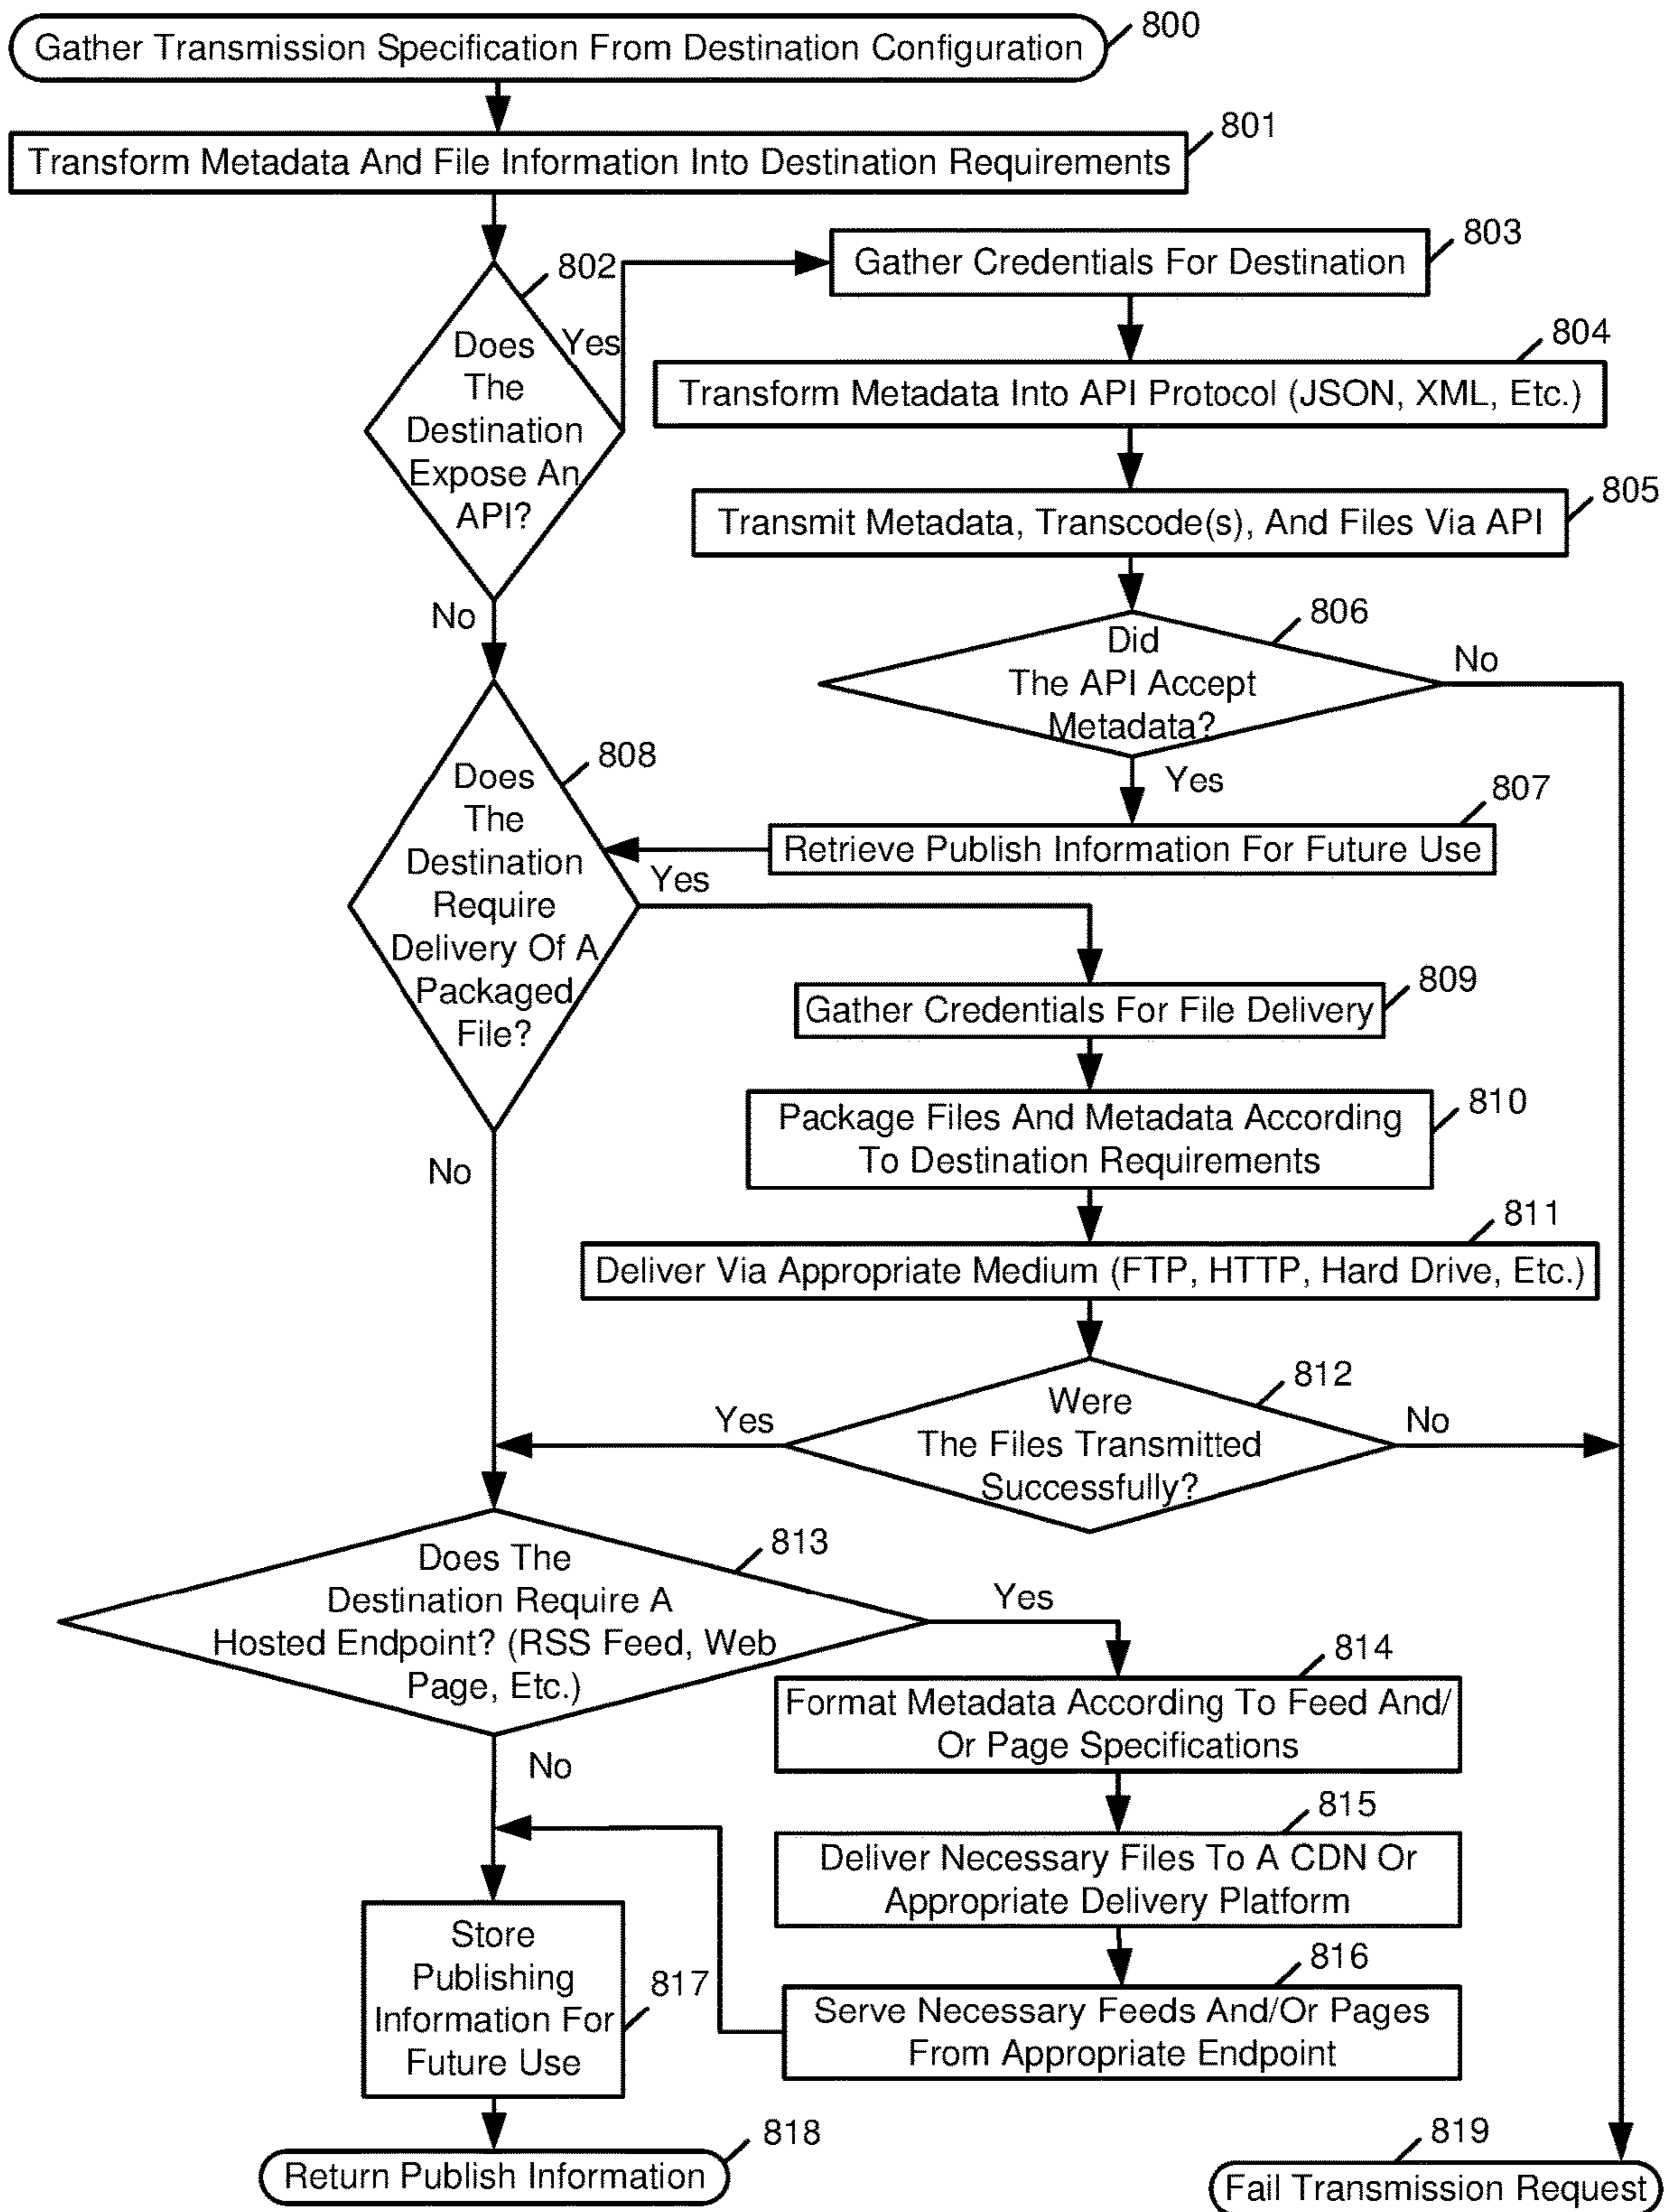 Gather Transmission Specification From Destination Configuration
800
Transform Metadata And File Information Into Destination Requirements
801
802
Does
The
Destination
Expose An
API?
Yes
No
Gather Credentials For Destination
803
Transform Metadata Into API Protocol (JSON, XML, Etc.)
804
Transmit Metadata, Transcode(s), And Files Via API
805
806
Did
The API Accept
Metadata?
No
Yes
807
Retrieve Publish Information For Future Use
808
Does
The
Destination
Require
Delivery Of A
Packaged
File?
Yes
No
Gather Credentials For File Delivery
809
Package Files And Metadata According
To Destination Requirements
810
811
Deliver Via Appropriate Medium (FTP, HTTP, Hard Drive, Etc.)
812
Were
The Files Transmitted
Successfully?
Yes
No
813
Does The
Destination Require A
Hosted Endpoint? (RSS Feed, Web
Page, Etc.)
Yes
No
814
Format Metadata According To Feed And/
Or Page Specifications
815
Deliver Necessary Files To A CDN Or
Appropriate Delivery Platform
816
Serve Necessary Feeds And/Or Pages
From Appropriate Endpoint
Store
Publishing
Information For
Future Use
817
818
Return Publish Information
819
Fail Transmission Request